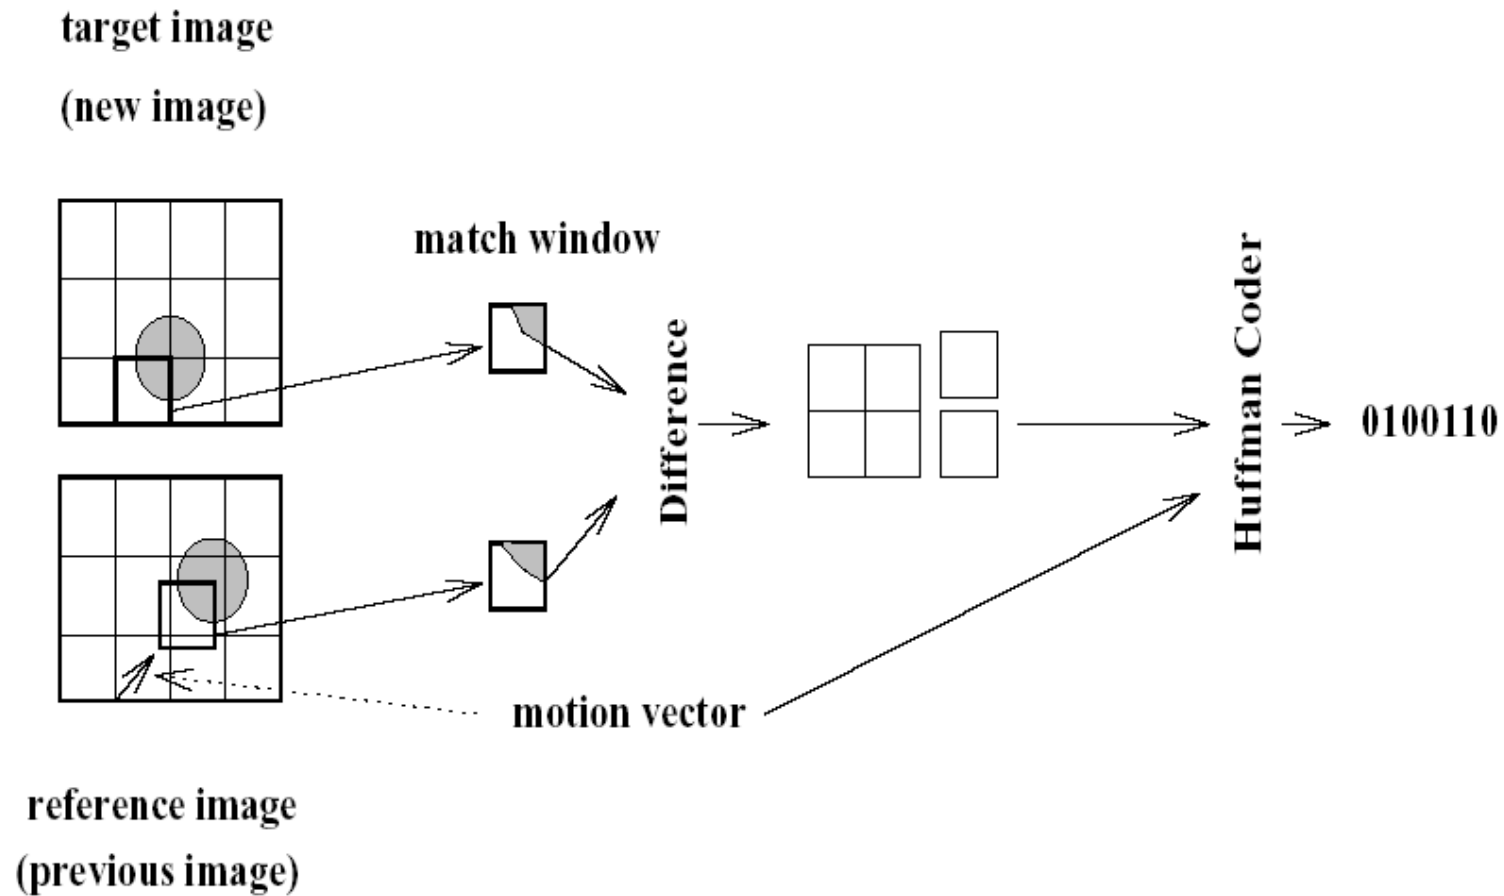 target image
(new image)
match window
Difference
Huffman Coder
0100110
motion vector
reference image
(previous image)